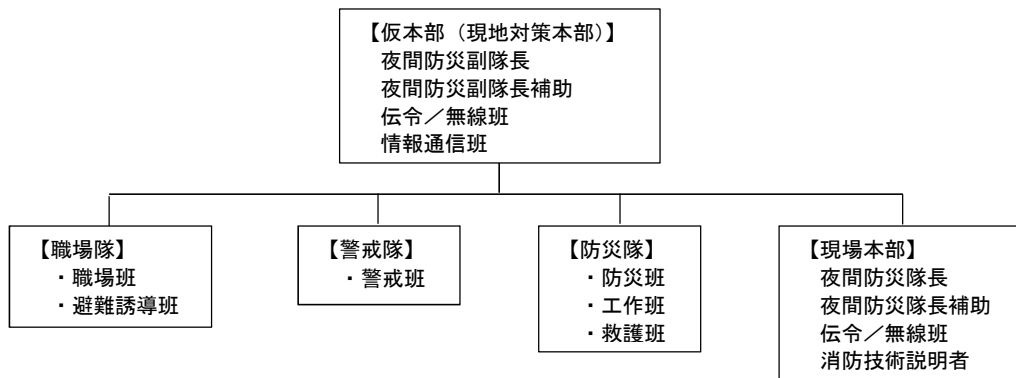 【仮本部（現地対策本部）】
夜間防災副隊長
夜間防災副隊長補助
伝令／無線班
情報通信班
【職場隊】
・職場班
・避難誘導班
【警戒隊】
・警戒班
【防災隊】
・防災班
・工作班
・救護班
【現場本部】
夜間防災隊長
夜間防災隊長補助
伝令／無線班
消防技術説明者